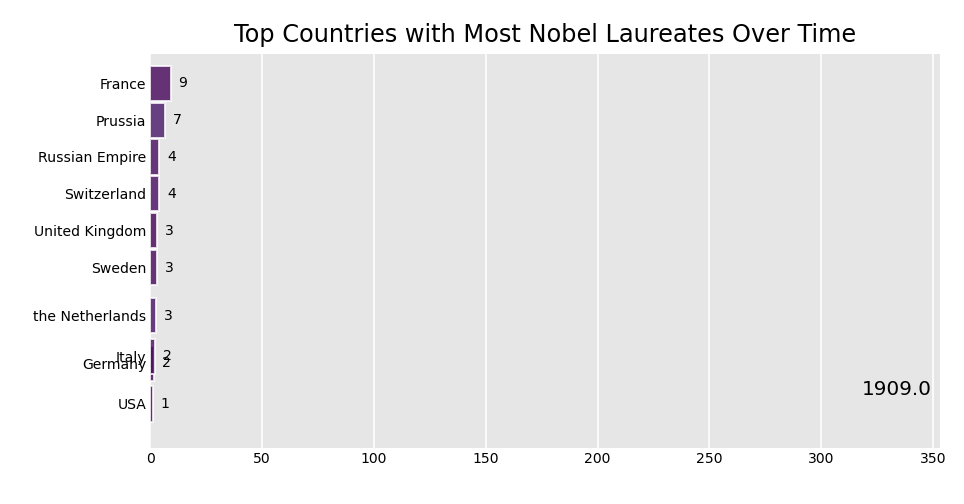 Top Countries with Most Nobel Laureates Over Time
France 9
Prussia 7
Russian Empire 4
Switzerland 4
United Kingdom 3
Sweden 3
the Netherlands 3
Italy 2
Germany 2
1909.0
USA 1
0 50 100 150 200 250 300 350